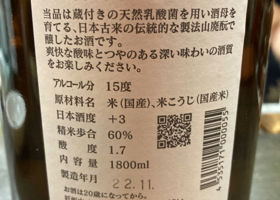 当品は蔵付きの天然乳酸菌を用い酒母を
育てる、日本古来の伝統的な製法山廃酛で
醸したお酒です。
爽快な酸味とつやのある深い味わいの酒質
をお楽しみください。
アルコール分 15度
原材料名 米(国産)、米こうじ(国産米)
日本酒度 +3
精米歩合 60%
酸度 1.7
内容量 1800ml
製造年月 22.11.
お酒は20歳になってから。
4535177000055